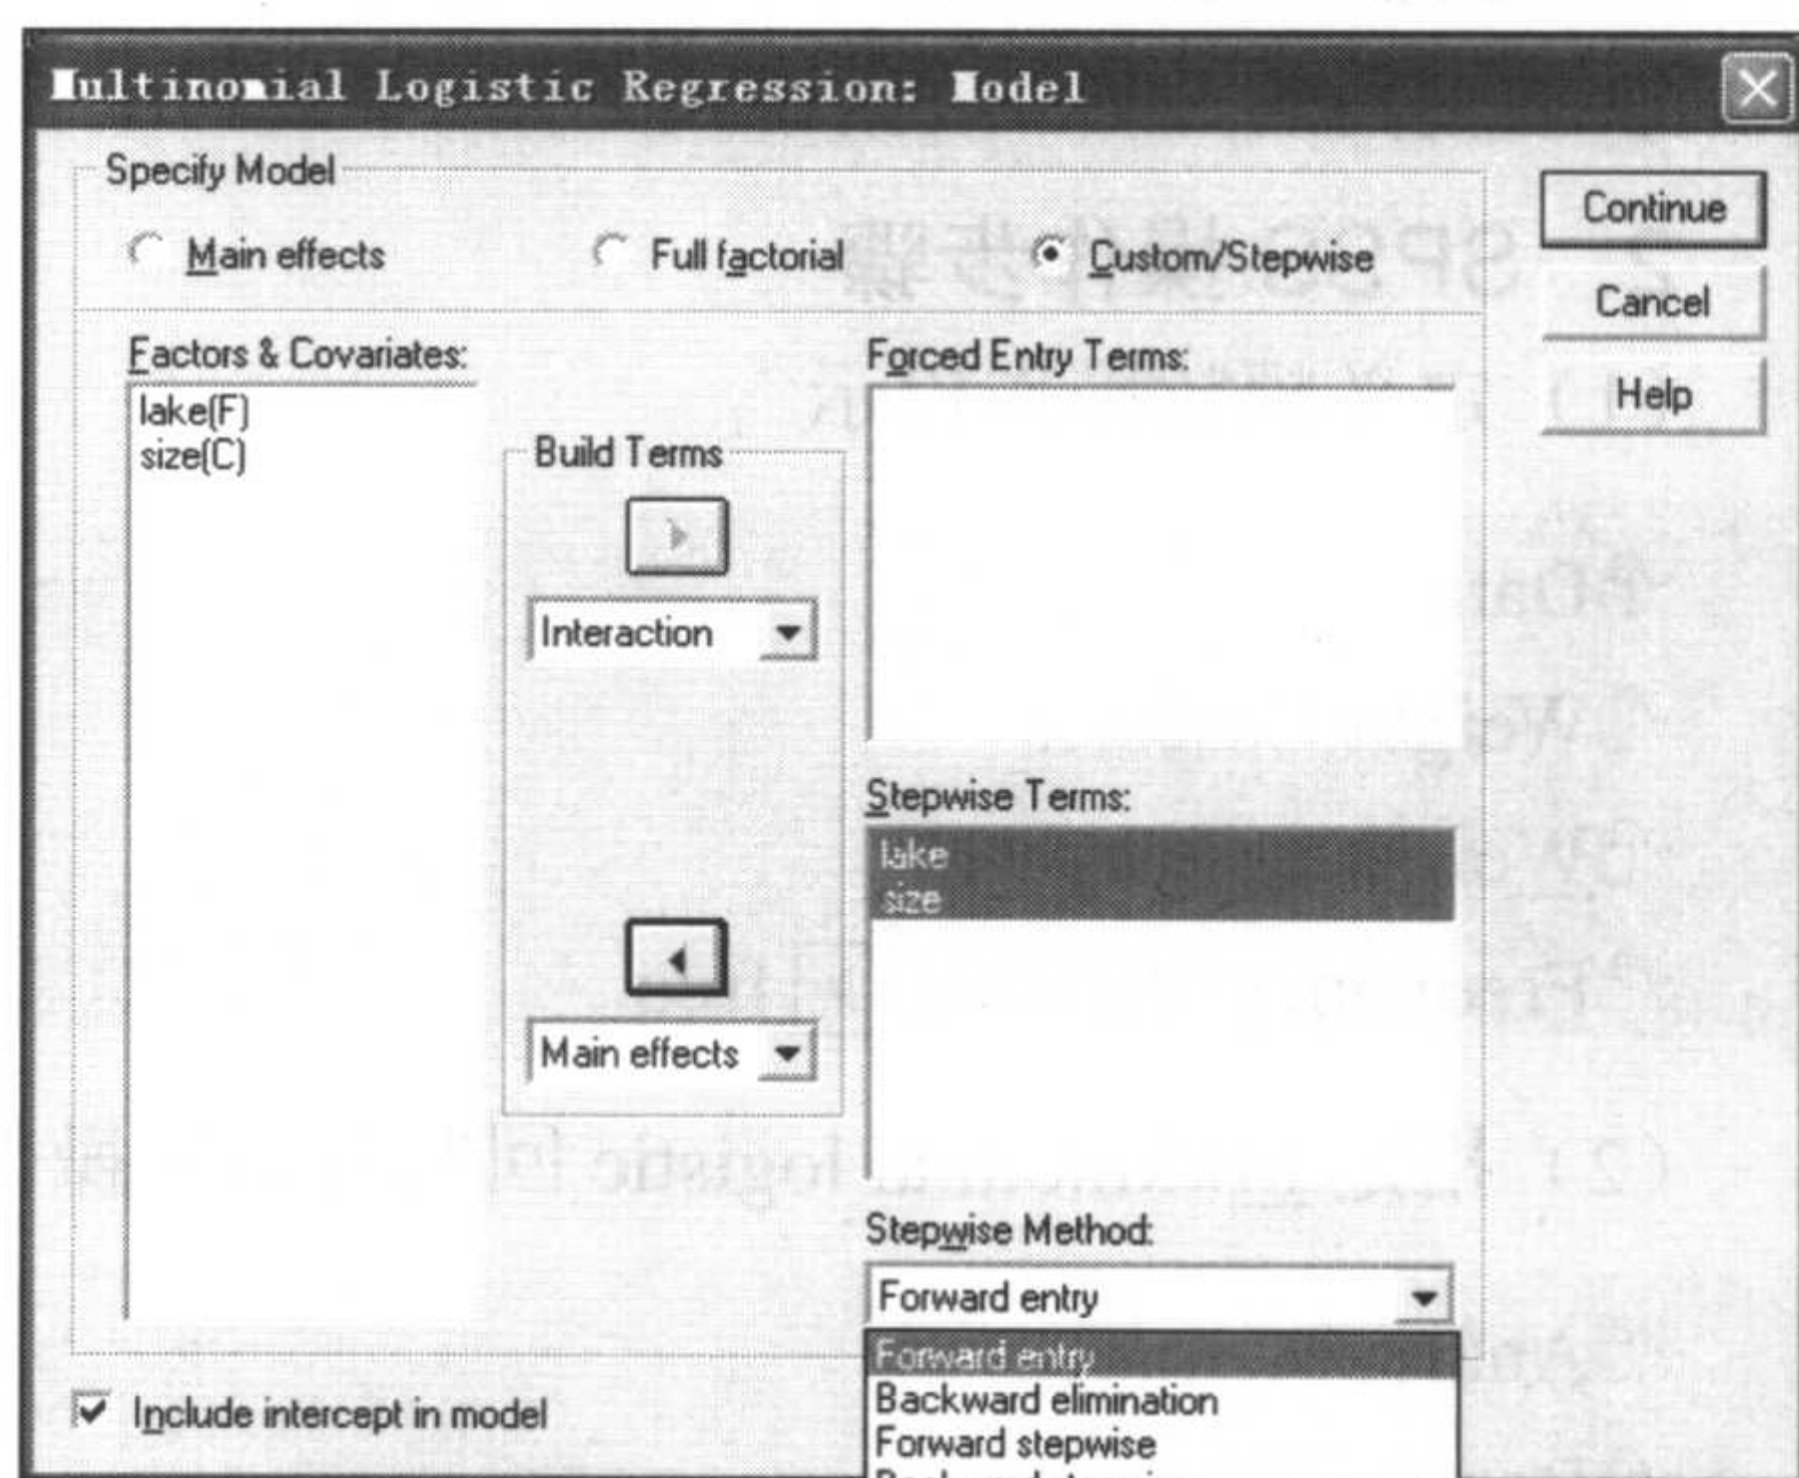 Multinomial Logistic Regression: Model
Specify Model
Main effects
Full factorial
Custom/Stepwise
Continue
Cancel
Help
Factors & Covariates:
lake(F)
size(C)
Build Terms
Interaction
Main effects
Forced Entry Terms:
Stepwise Terms:
lake
size
Stepwise Method:
Forward entry
Forward entry
Backward elimination
Forward stepwise
Include intercept in model